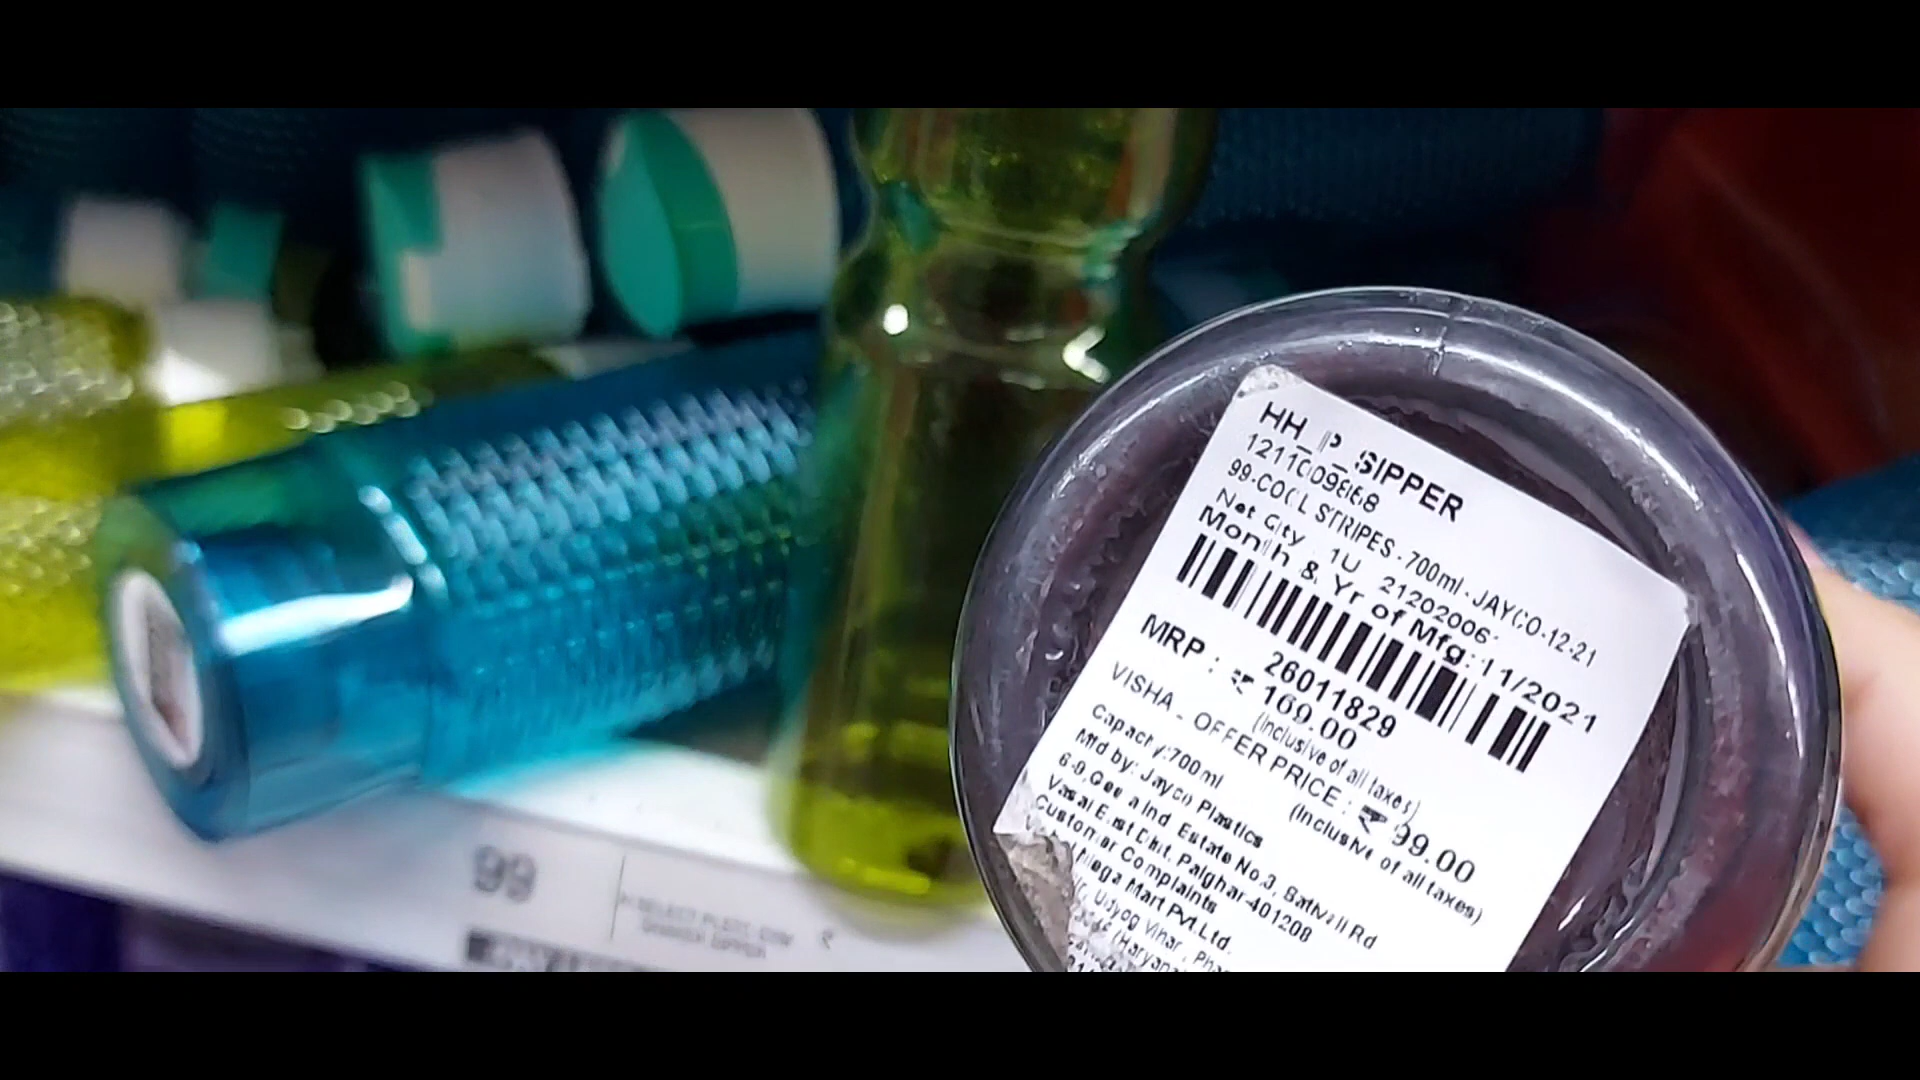 HH_P_SIPPER
1211009868
99-COOL STRIPES - 700ml - JAYCO-12-21
Net Qty : 1U 21202006
Month & Yr of Mfg: 11/2021
26011829
MRP : ₹ 169.00
(Inclusive of all taxes)
VISHA - OFFER PRICE : ₹ 99.00
(Inclusive of all taxes)
Capacity:700ml
Mfd by: Jayco Plastics
Ind Estate No.3,
Vasai East Dist. Palghar-401208
Customer Complaints
Mega Mart Pvt.Ltd.
Udyog Vihar,
(Haryana
99